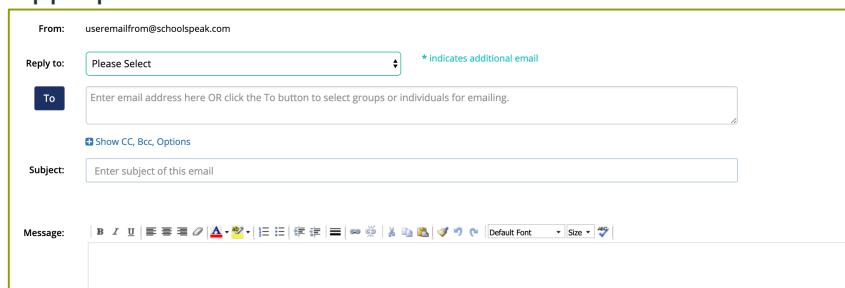 From: useremailfrom@schoolspeak.com
Reply to: Please Select * indicates additional email
To Enter email address here OR click the To button to select groups or individuals for emailing.
Show CC, Bcc, Options
Subject: Enter subject of this email
Message: B I U Default Font Size